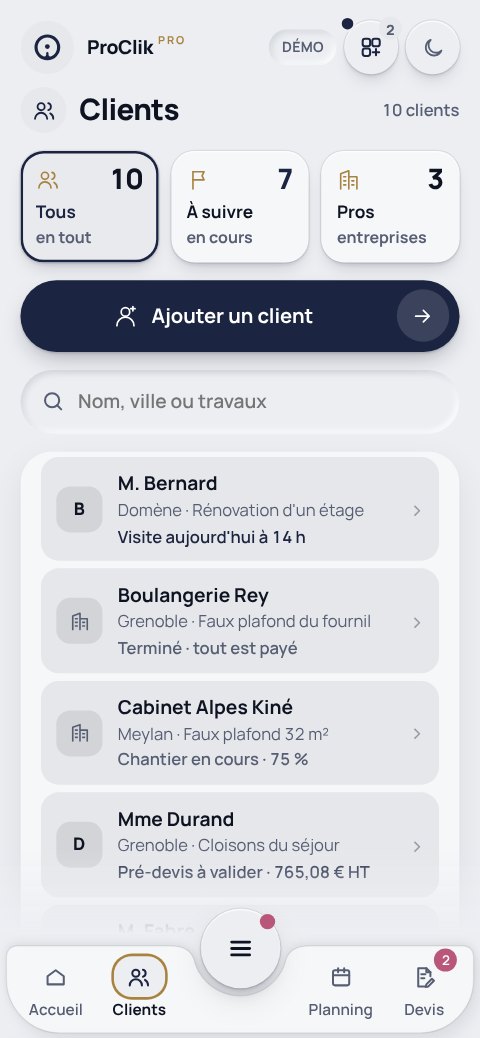 ProClik PRO
DÉMO
2
Clients
10 clients
10
Tous
en tout
7
À suivre
en cours
3
Pros
entreprises
Ajouter un client
Nom, ville ou travaux
B
M. Bernard
Domène · Rénovation d'un étage
Visite aujourd'hui à 14 h
Boulangerie Rey
Grenoble · Faux plafond du fournil
Terminé · tout est payé
Cabinet Alpes Kiné
Meylan · Faux plafond 32 m²
Chantier en cours · 75 %
D
Mme Durand
Grenoble · Cloisons du séjour
Pré-devis à valider · 765,08 € HT
M. Fabre
Accueil
Clients
Planning
2
Devis